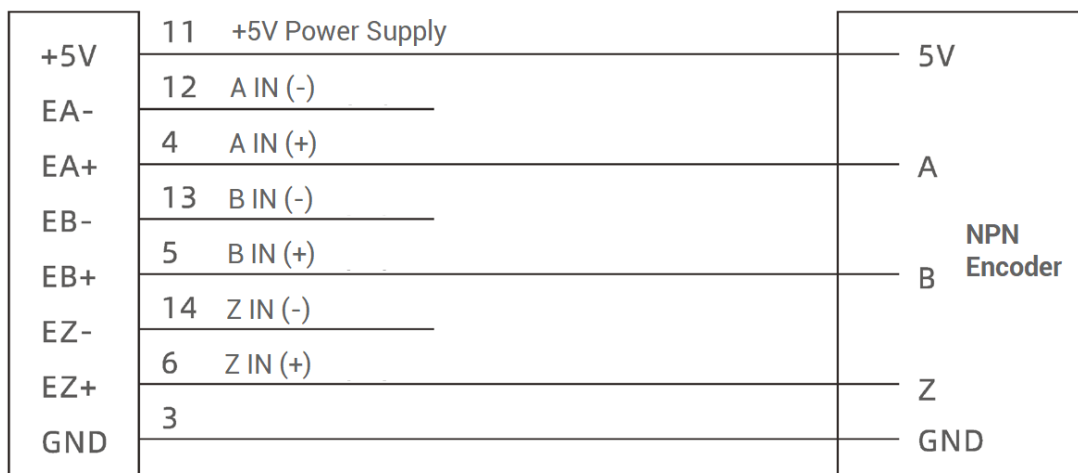 11 +5V Power Supply
+5V 5V
12 A IN (-)
EA-
4 A IN (+)
EA+ A
13 B IN (-)
EB-
NPN
5 B IN (+)
Encoder
EB+ B
14 Z IN (-)
EZ-
6 Z IN (+)
EZ+ Z
3
GND GND